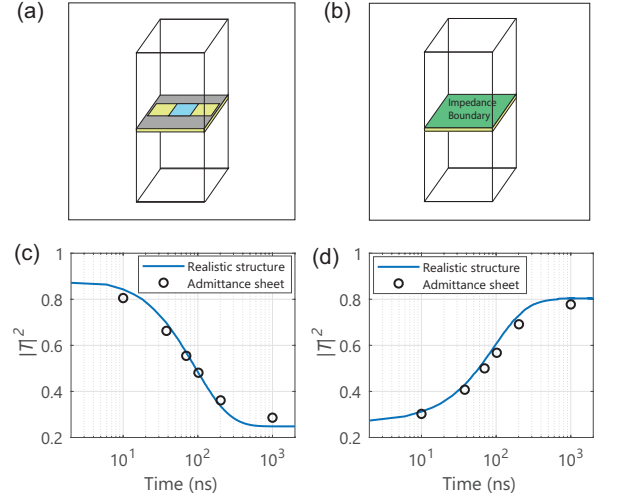 (a)
(b)
Impedance
Boundary
(c)
(d)
1
0.8
0.6
0.4
0.2
|T|²
Realistic structure
Admittance sheet
10¹ 10² 10³
Time (ns)
1
0.8
0.6
0.4
0.2
|T|²
Realistic structure
Admittance sheet
10¹ 10² 10³
Time (ns)